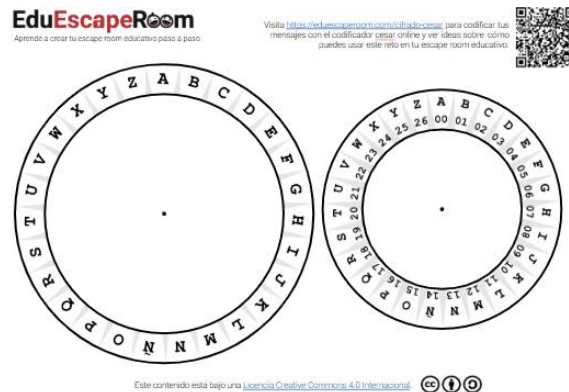 EduEscapeRoom
Aprende a crear tu escape room educativo paso a paso.
Visita https://eduescaperoom.com/cifrado-cesar para codificar tus
mensajes con el codificador cesar online y ver ideas sobre cómo
puedes usar este reto en tu escape room educativo.
A B C D E F G H I J K L M N Ñ O P Q R S T U V W X Y Z
A B C D E F G H I J K L M N Ñ O P Q R S T U V W X Y Z
00 01 02 03 04 05 06 07 08 09 10 11 12 13 14 15 16 17 18 19 20 21 22 23 24 25 26
Este contenido está bajo una Licencia Creative Commons 4.0 Internacional.
cc